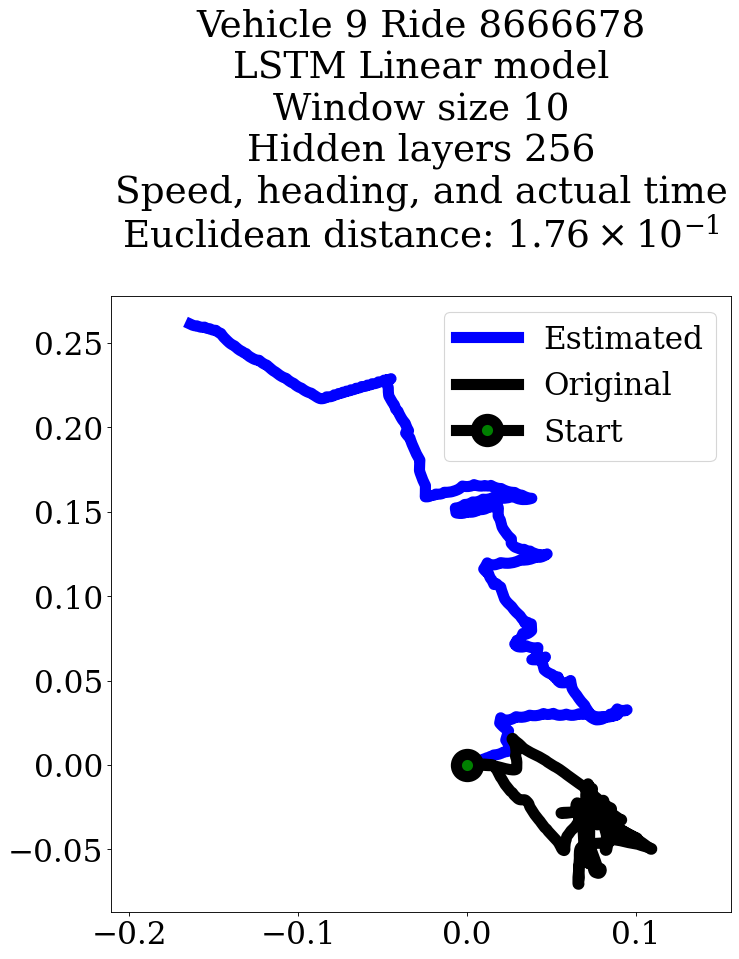 Vehicle 9 Ride 8666678
LSTM Linear model
Window size 10
Hidden layers 256
Speed, heading, and actual time
Euclidean distance: 1.76 × 10⁻¹
Estimated
Original
Start
0.25
0.20
0.15
0.10
0.05
0.00
−0.05
−0.2
−0.1
0.0
0.1